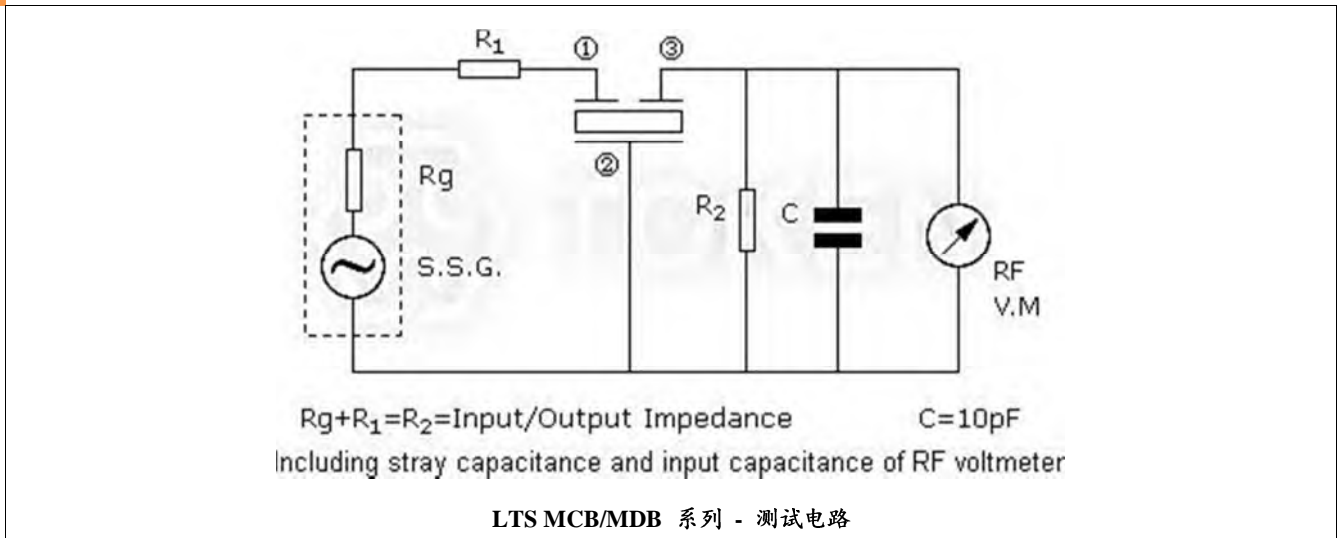 R₁
①
③
②
Rg
S.S.G.
R₂
C
RF
V.M
Rg+R₁=R₂=Input/Output Impedance C=10pF
Including stray capacitance and input capacitance of RF voltmeter
LTS MCB/MDB 系列 - 测试电路